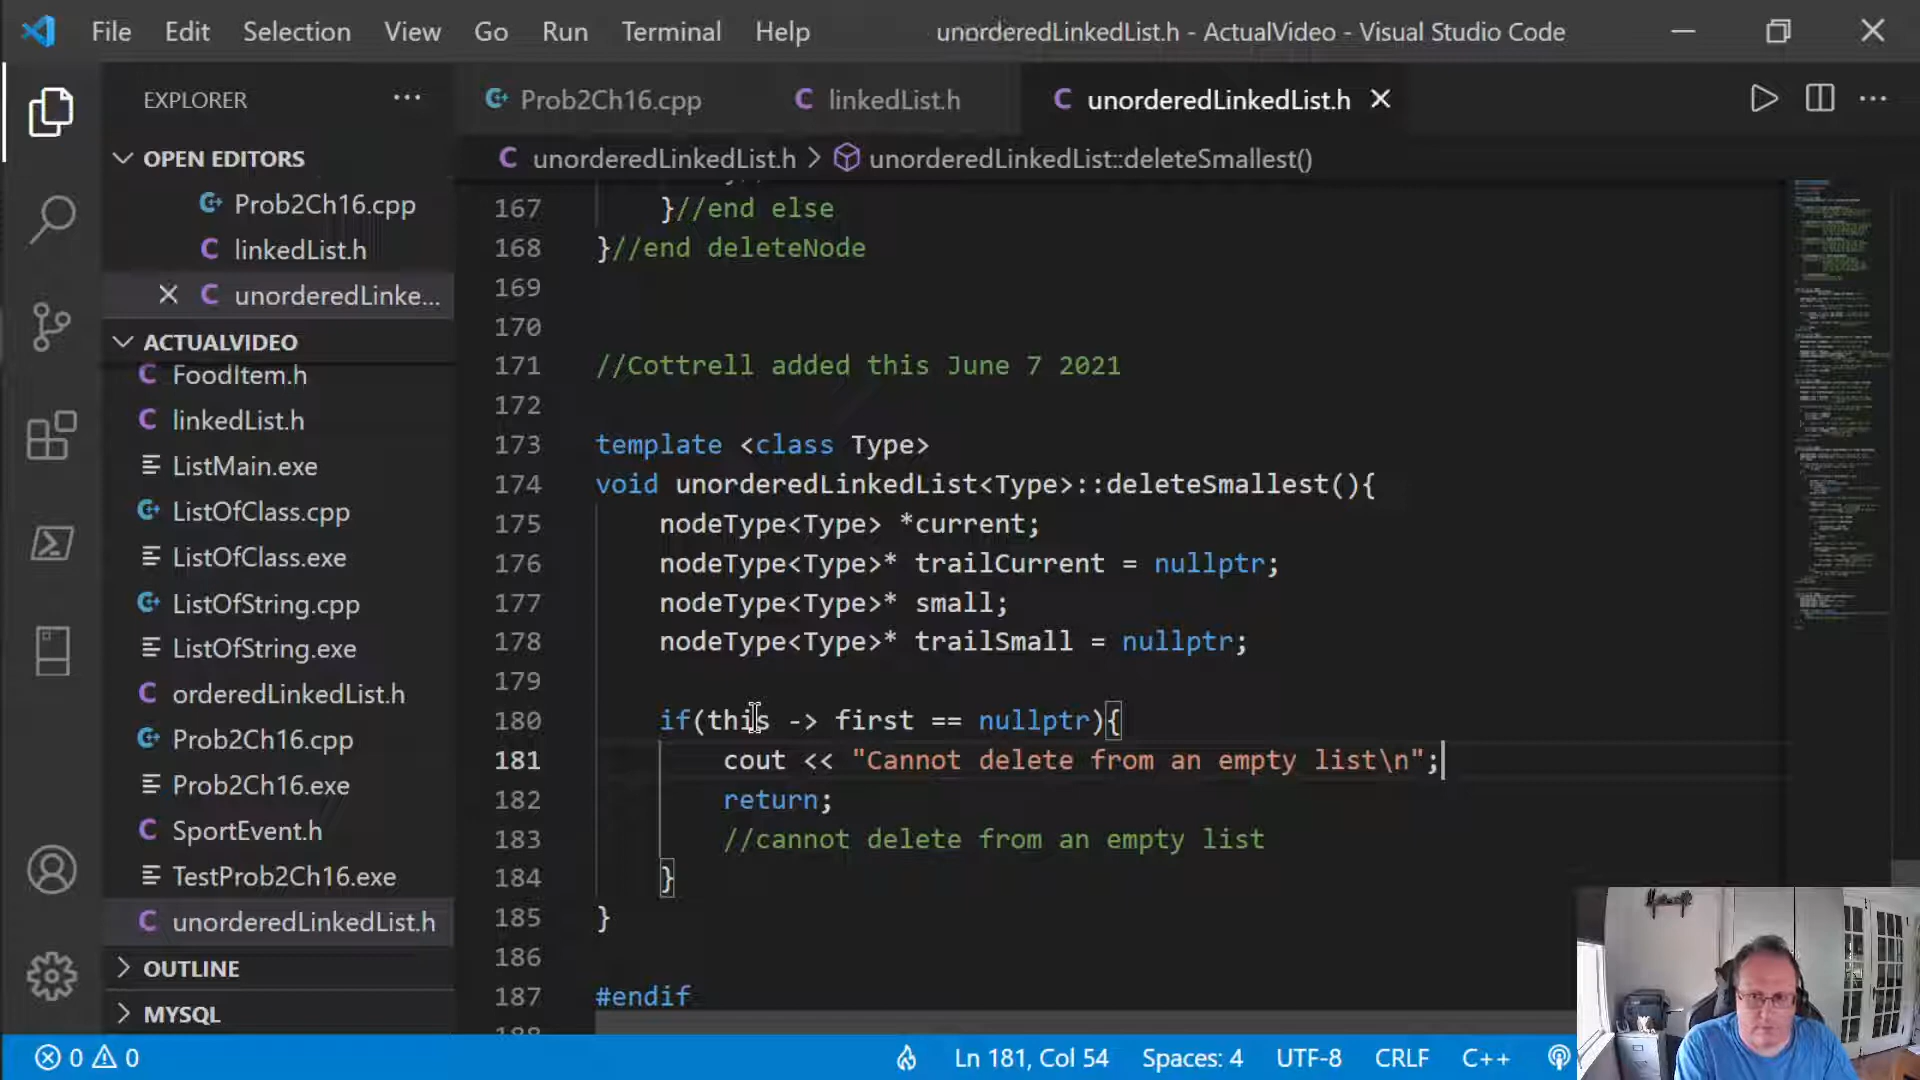 File Edit Selection View Go Run Terminal Help unorderedLinkedList.h - ActualVideo - Visual Studio Code
EXPLORER
Prob2Ch16.cpp linkedList.h unorderedLinkedList.h
OPEN EDITORS
unorderedLinkedList.h > unorderedLinkedList::deleteSmallest()
Prob2Ch16.cpp
linkedList.h
unorderedLinke...
ACTUALVIDEO
FoodItem.h
linkedList.h
ListMain.exe
ListOfClass.cpp
ListOfClass.exe
ListOfString.cpp
ListOfString.exe
orderedLinkedList.h
Prob2Ch16.cpp
Prob2Ch16.exe
SportEvent.h
TestProb2Ch16.exe
unorderedLinkedList.h
OUTLINE
MYSQL
167 }//end else
168 }//end deleteNode
169
170
171 //Cottrell added this June 7 2021
172
173 template <class Type>
174 void unorderedLinkedList<Type>::deleteSmallest(){
175 nodeType<Type> *current;
176 nodeType<Type>* trailCurrent = nullptr;
177 nodeType<Type>* small;
178 nodeType<Type>* trailSmall = nullptr;
179
180 if(this -> first == nullptr){
181 cout << "Cannot delete from an empty list\n";
182 return;
183 //cannot delete from an empty list
184 }
185 }
186
187 #endif
0 0 Ln 181, Col 54 Spaces: 4 UTF-8 CRLF C++